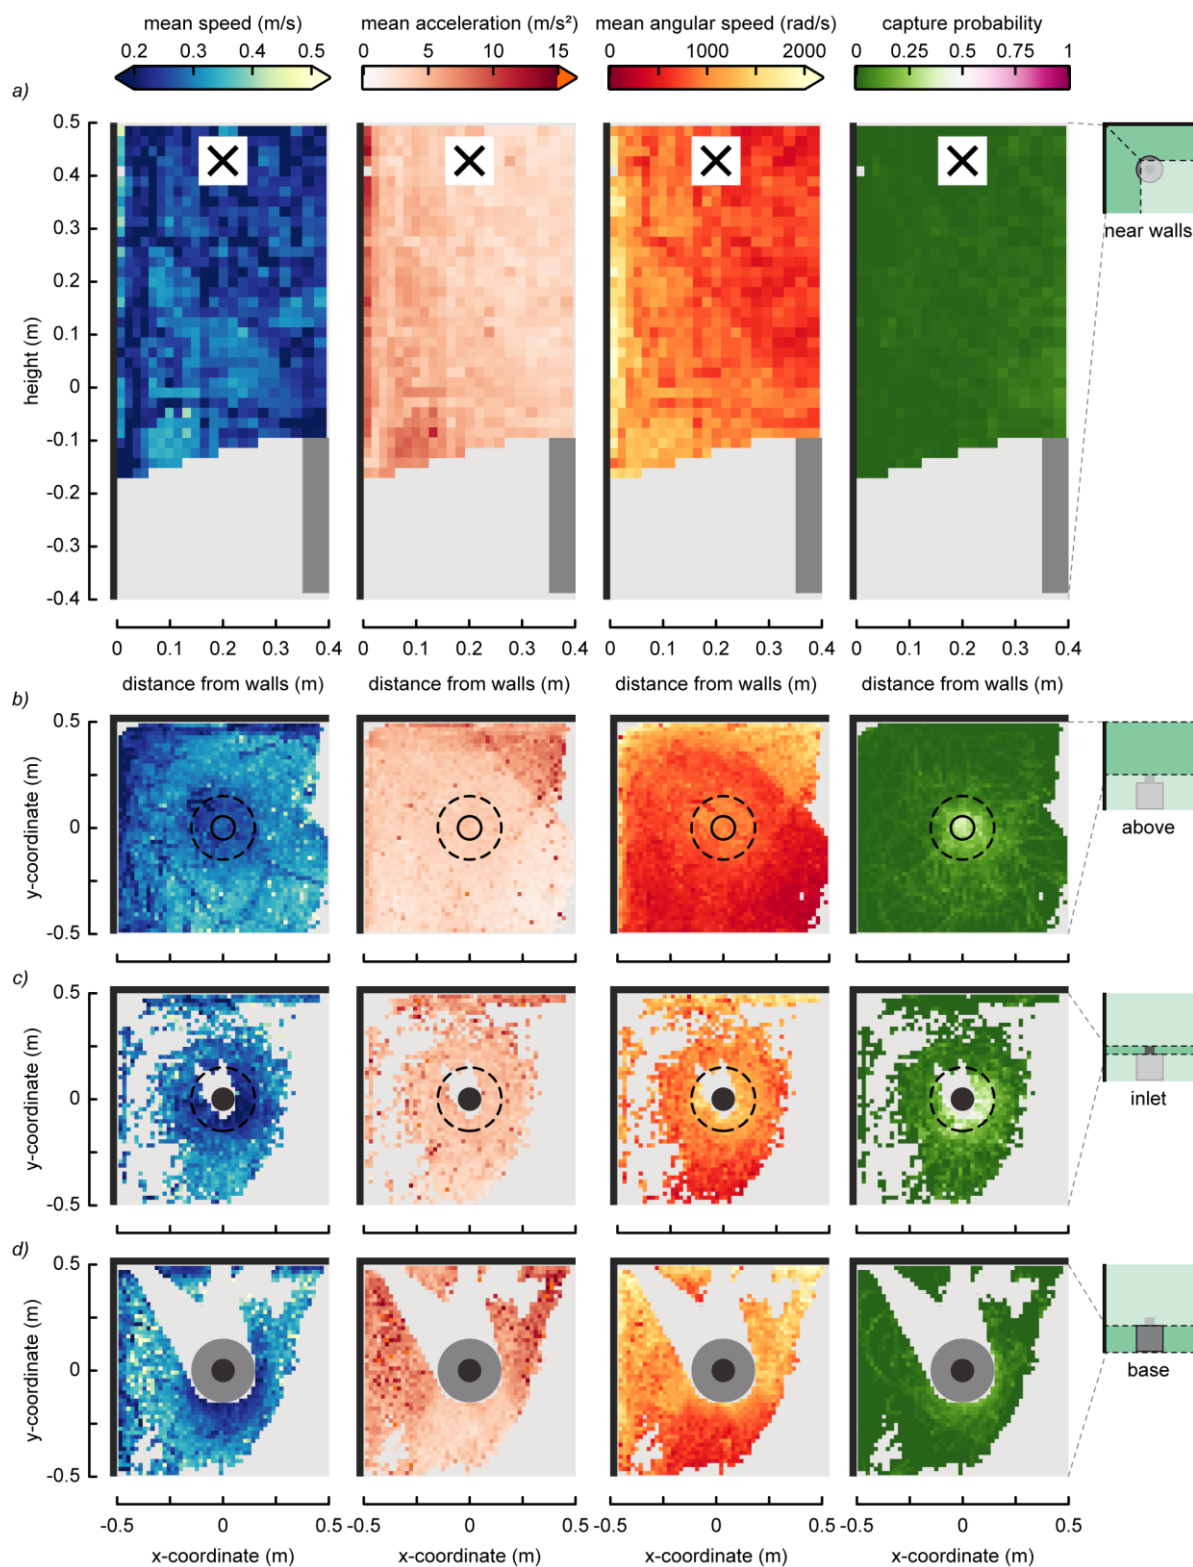 mean speed (m/s) mean acceleration (m/s²) mean angular speed (rad/s) capture probability
0.2 0.3 0.4 0.5 0 5 10 15 0 1000 2000 0 0.25 0.5 0.75 1
a)
0.5
0.4
0.3
0.2
0.1
0
-0.1
-0.2
-0.3
-0.4
height (m)
near walls
0 0.1 0.2 0.3 0.4 0 0.1 0.2 0.3 0.4 0 0.1 0.2 0.3 0.4 0 0.1 0.2 0.3 0.4
distance from walls (m) distance from walls (m) distance from walls (m) distance from walls (m)
b)
0.5
0
-0.5
y-coordinate (m)
above
c)
0.5
0
-0.5
y-coordinate (m)
inlet
d)
0.5
0
-0.5
y-coordinate (m)
base
-0.5 0 0.5 -0.5 0 0.5 -0.5 0 0.5 -0.5 0 0.5
x-coordinate (m) x-coordinate (m) x-coordinate (m) x-coordinate (m)